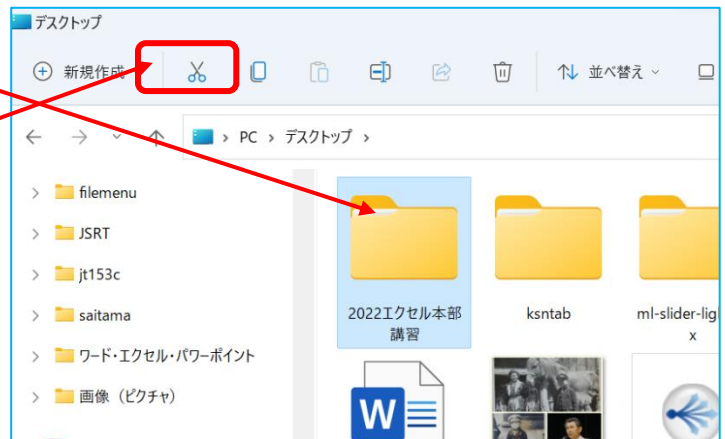 デスクトップ
新規作成
並べ替え
PC > デスクトップ >
filemenu
JSRT
jt153c
saitama
ワード・エクセル・パワーポイント
画像（ピクチャ）
2022エクセル本部
講習
ksntab
ml-slider-lig
x
W